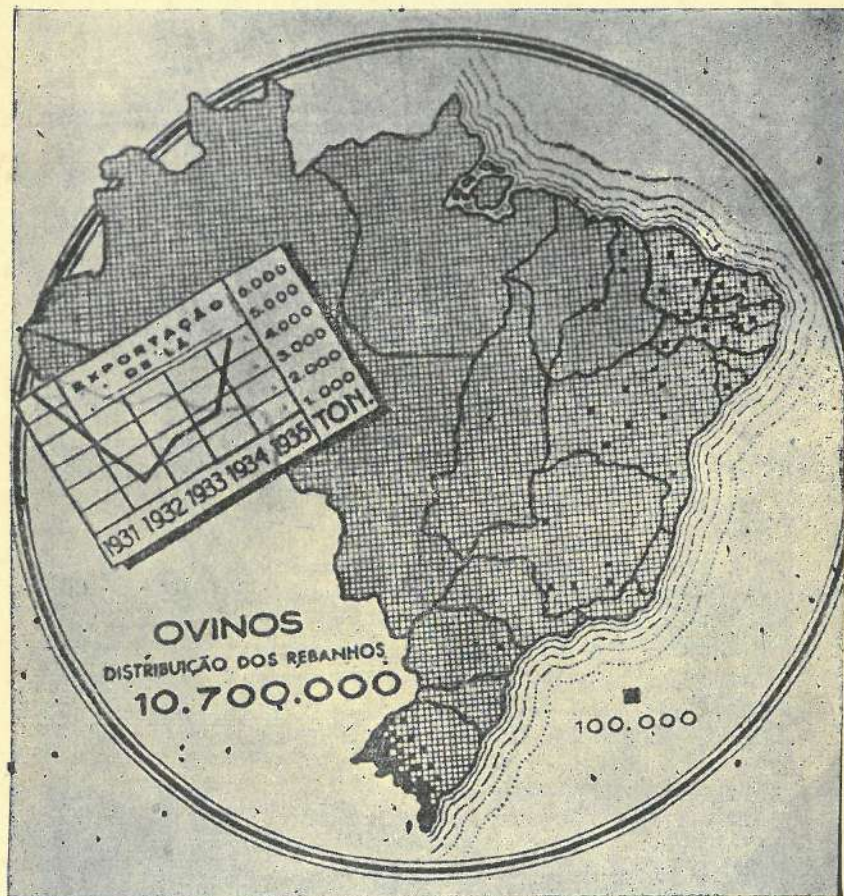 EXPORTAÇÃO
DE LÃ
6.000
5.000
4.000
3.000
2.000
1.000
TON.
1931 1932 1933 1934 1935
OVINOS
DISTRIBUIÇÃO DOS REBANHOS
10.700.000
100.000